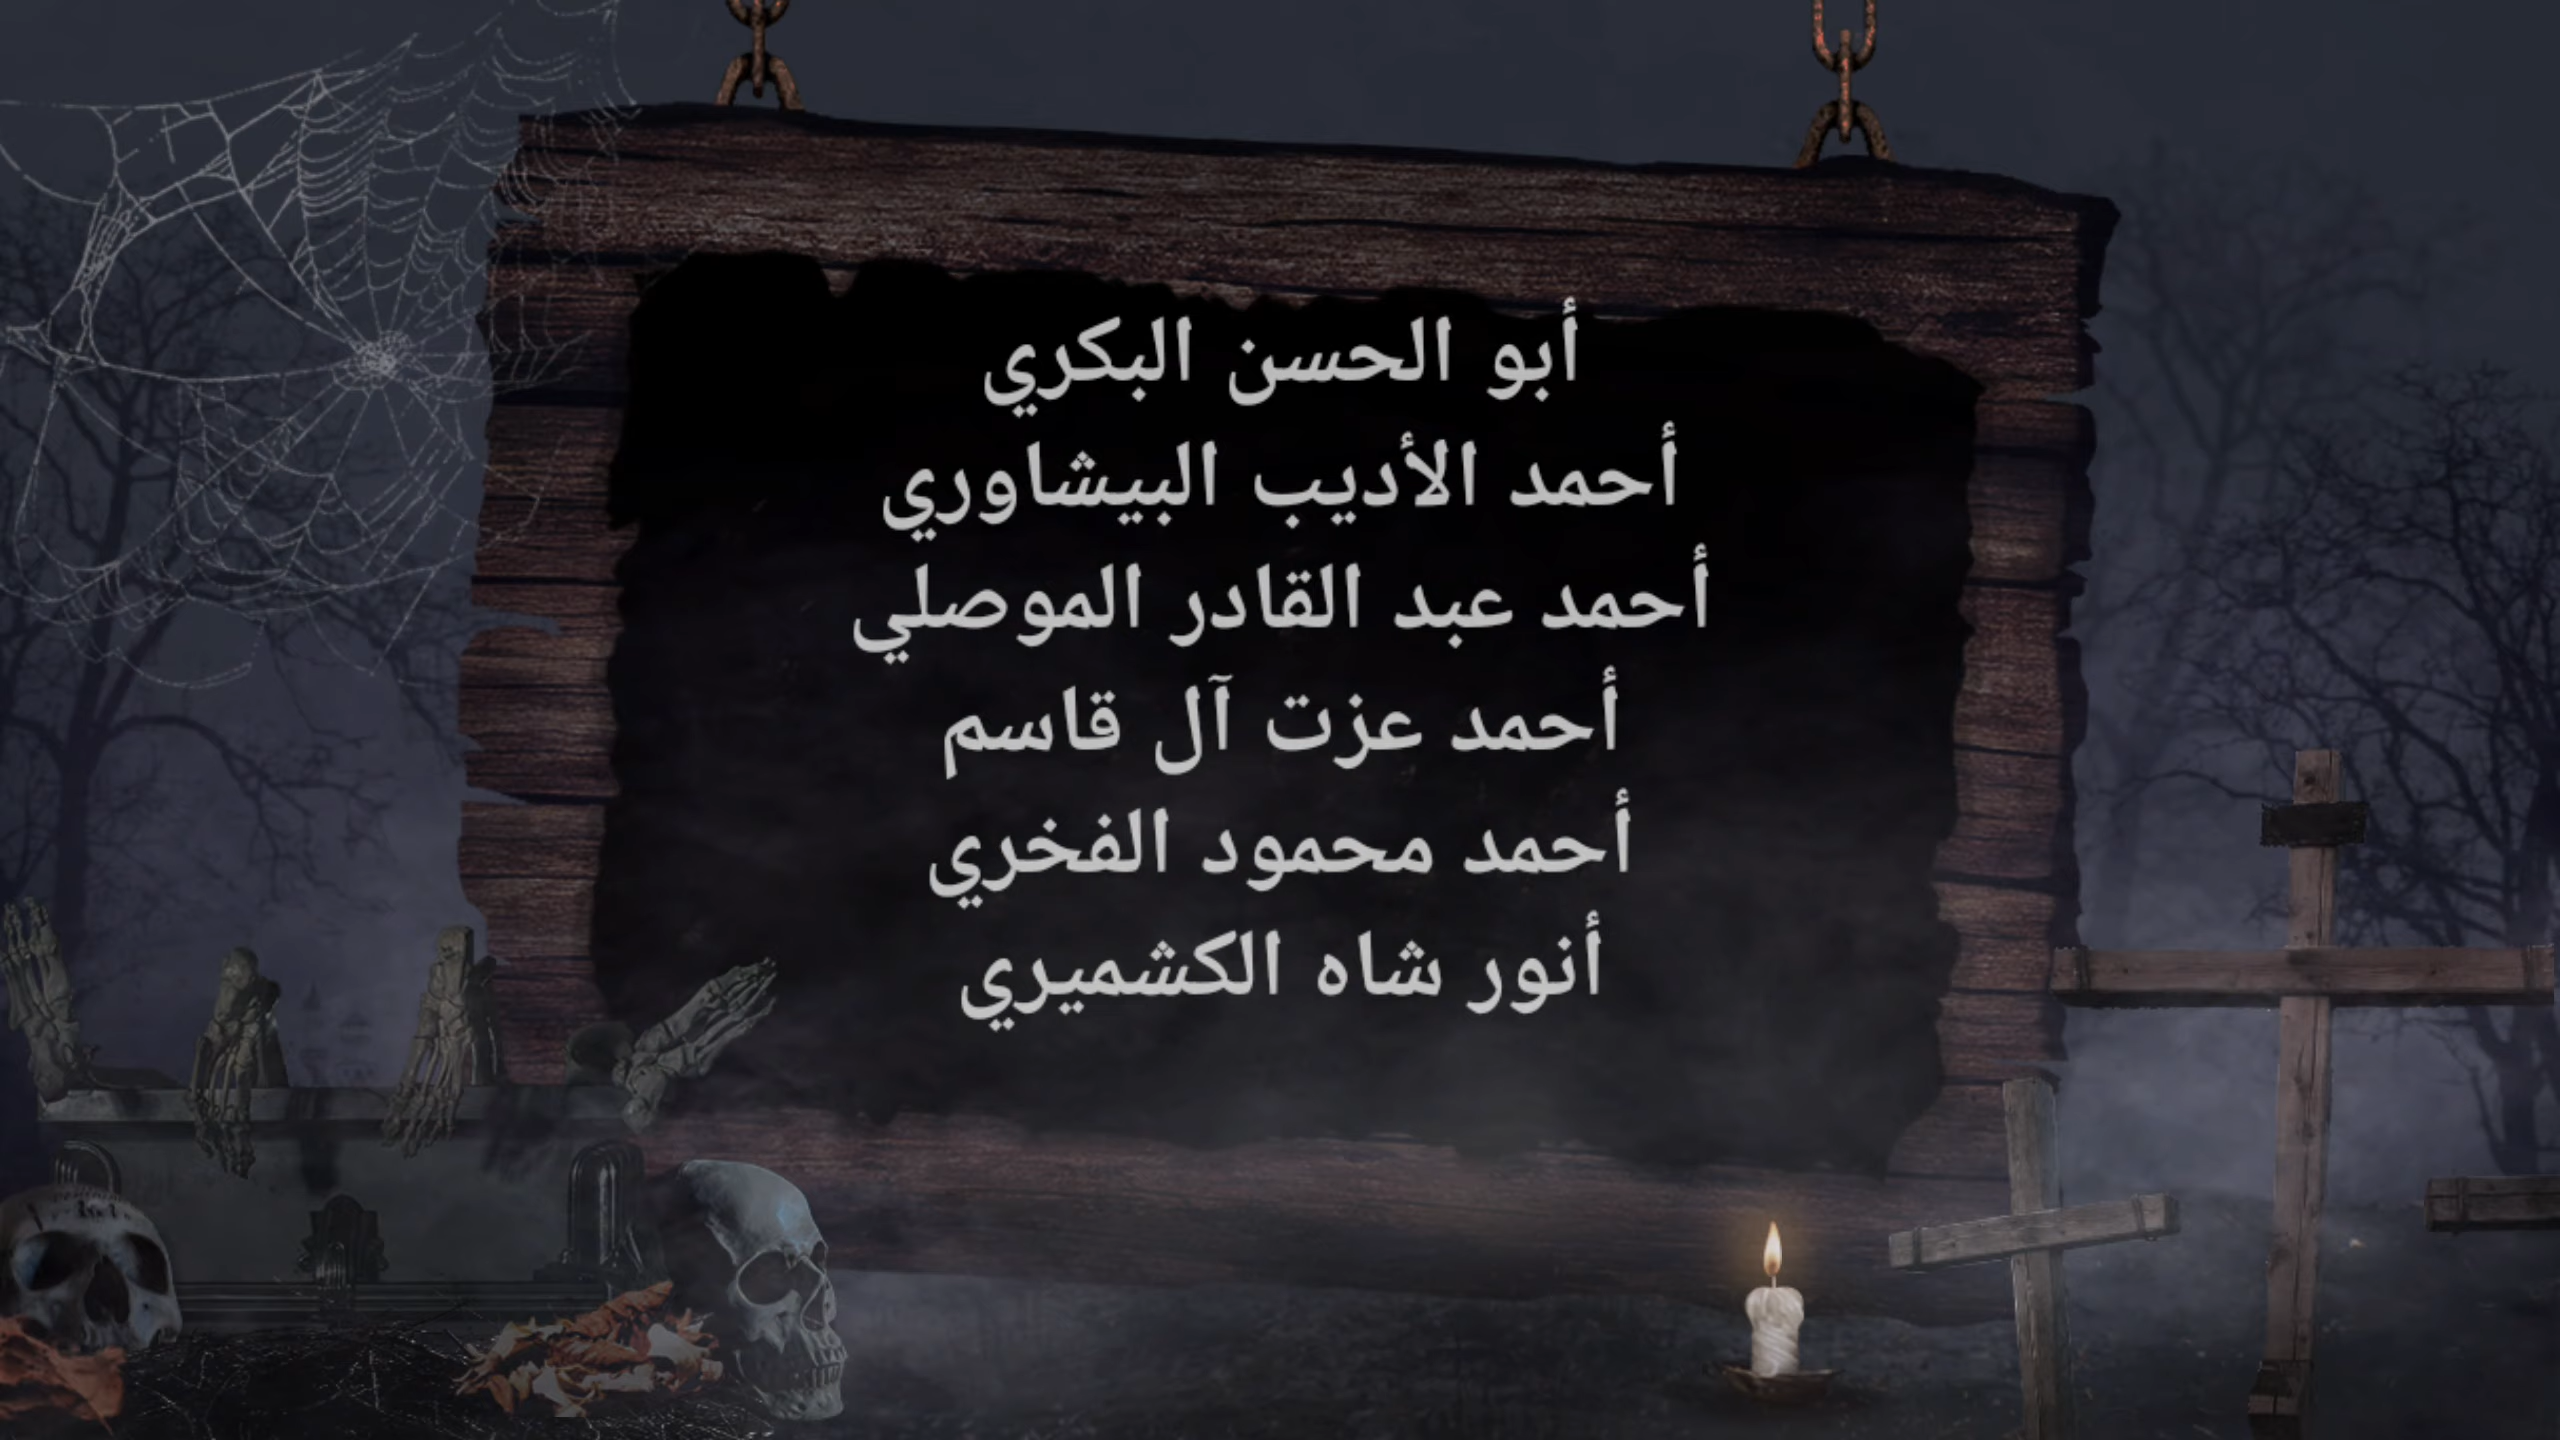 أبو الحسن البكري
أحمد الأديب البيشاوري
أحمد عبد القادر الموصلي
أحمد عزت آل قاسم
أحمد محمود الفخري
أنور شاه الكشميري